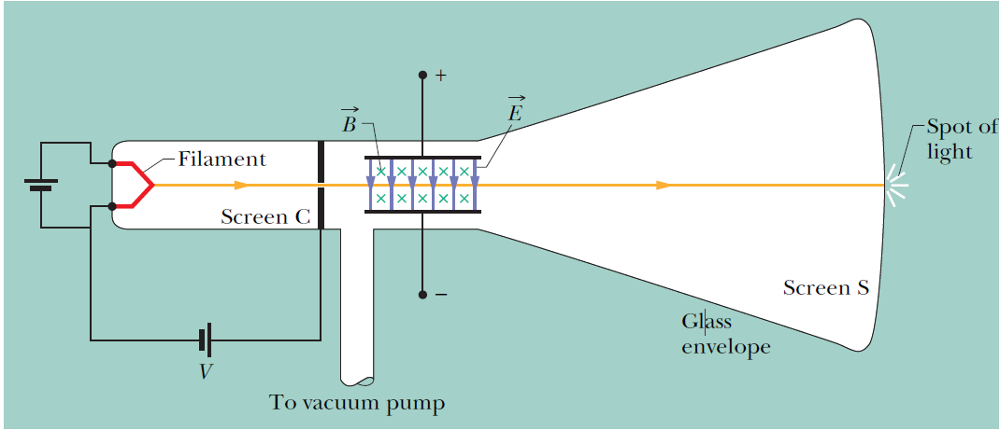 +
B
E
Spot of
light
Filament
Screen C
Screen S
−
Glass
envelope
V
To vacuum pump